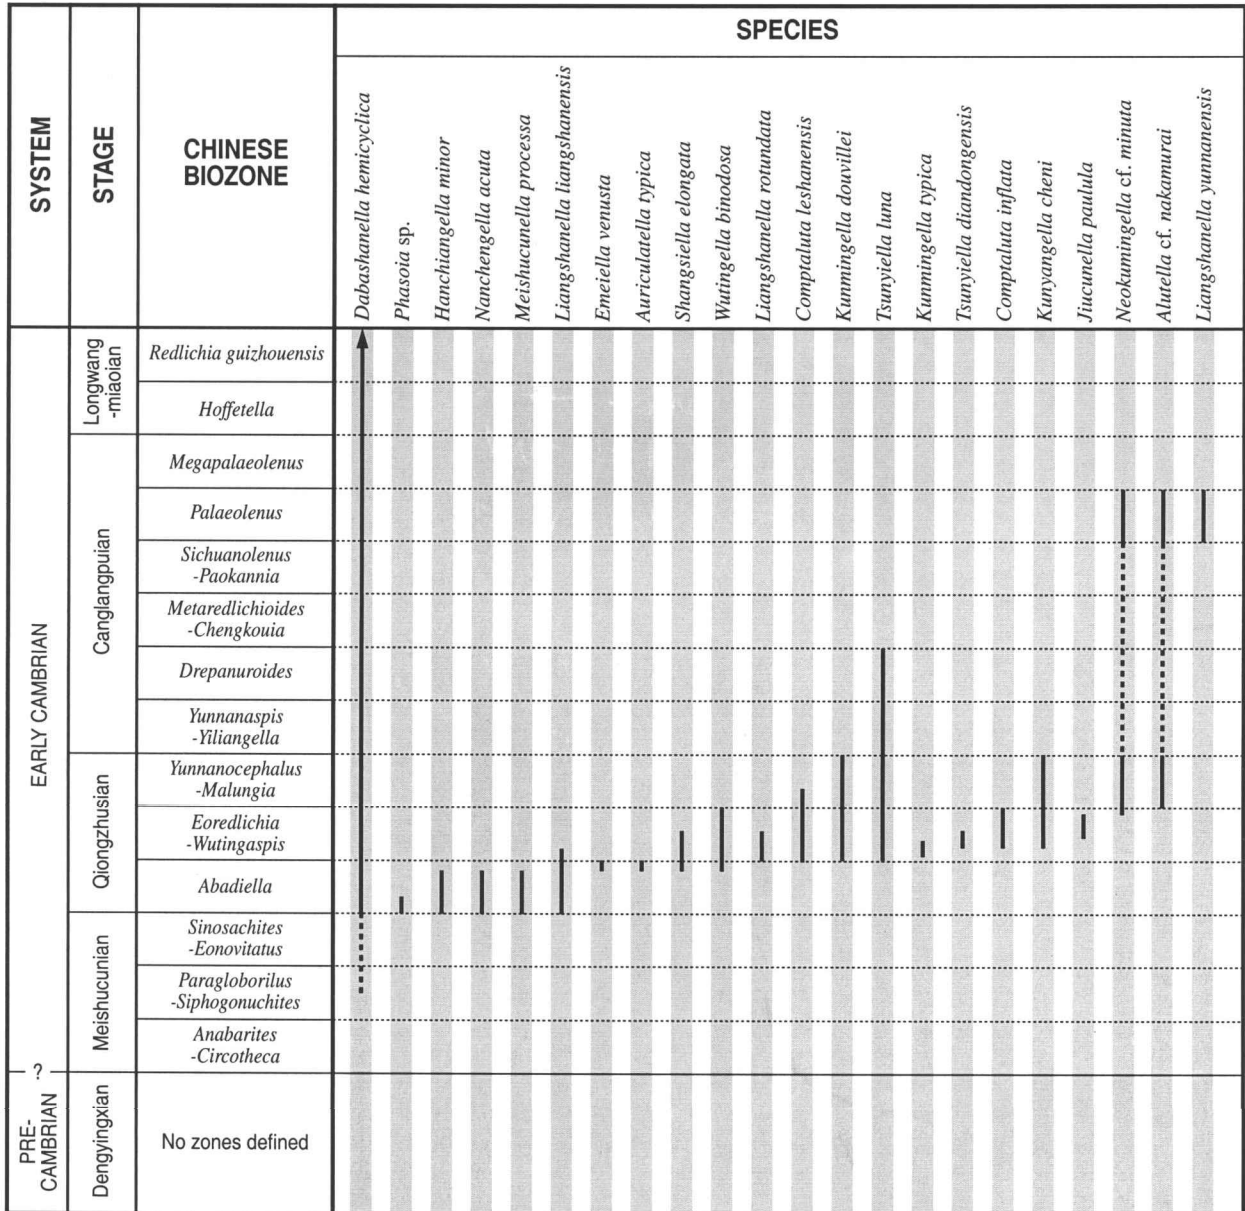 SPECIES
SYSTEM
STAGE
CHINESE
BIOZONE
Dabashanella hemicyclica
Phasoia sp.
Hanchiangella minor
Nanchengella acuta
Meishucunella processa
Liangshanella liangshanensis
Emeiella venusta
Auriculatella typica
Shangsiella elongata
Wutingella binodosa
Liangshanella rotundata
Comptaluta leshanensis
Kunmingella douvillei
Tsunyiella luna
Kunmingella typica
Tsunyiella diandongensis
Comptaluta inflata
Kunyangella cheni
Jiucunella paulula
Neokumingella cf. minuta
Alutella cf. nakamurai
Liangshanella yunnanensis
EARLY CAMBRIAN
Longwang
-miaoian
Redlichia guizhouensis
Hoffetella
Canglangpuian
Megapalaeolenus
Palaeolenus
Sichuanolenus
-Paokannia
Metaredlichioides
-Chengkouia
Drepanuroides
Yunnanaspis
-Yiliangella
Qiongzhusian
Yunnanocephalus
-Malungia
Eoredlichia
-Wutingaspis
Abadiella
Meishucunian
Sinosachites
-Eonovitatus
Paragloborilus
-Siphogonuchites
Anabarites
-Circotheca
?
PRE-
CAMBRIAN
Dengyingxian
No zones defined